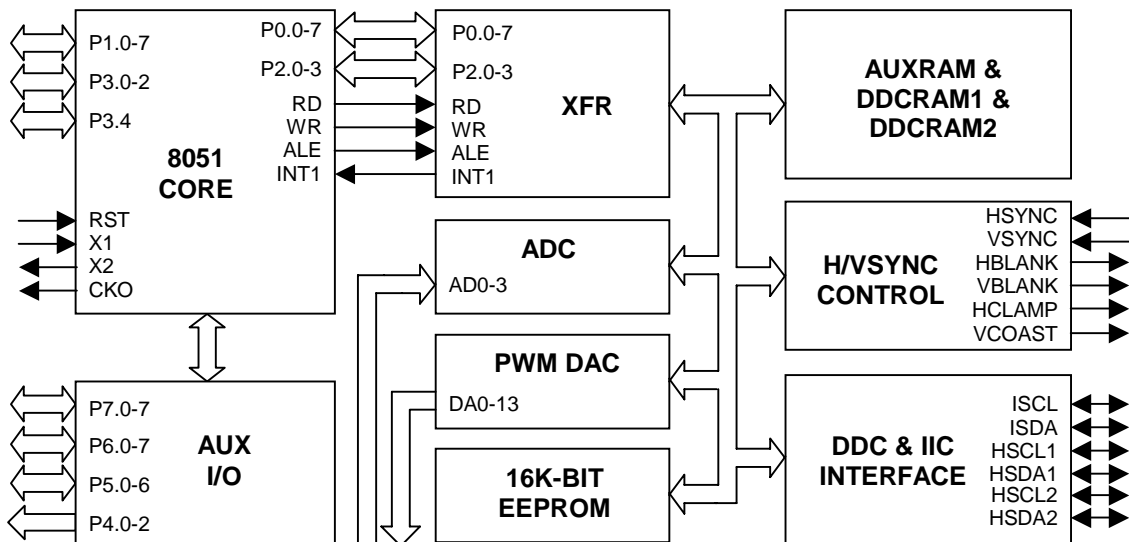 P1.0-7
P3.0-2
P3.4
P0.0-7
P2.0-3
RD
WR
ALE
INT1
8051
CORE
RST
X1
X2
CKO
P0.0-7
P2.0-3
RD
WR
ALE
INT1
XFR
AUXRAM &
DDCRAM1 &
DDCRAM2
ADC
AD0-3
H/VSYNC
CONTROL
HSYNC
VSYNC
HBLANK
VBLANK
HCLAMP
VCOAST
PWM DAC
DA0-13
P7.0-7
P6.0-7
P5.0-6
P4.0-2
AUX
I/O
16K-BIT
EEPROM
DDC & IIC
INTERFACE
ISCL
ISDA
HSCL1
HSDA1
HSCL2
HSDA2